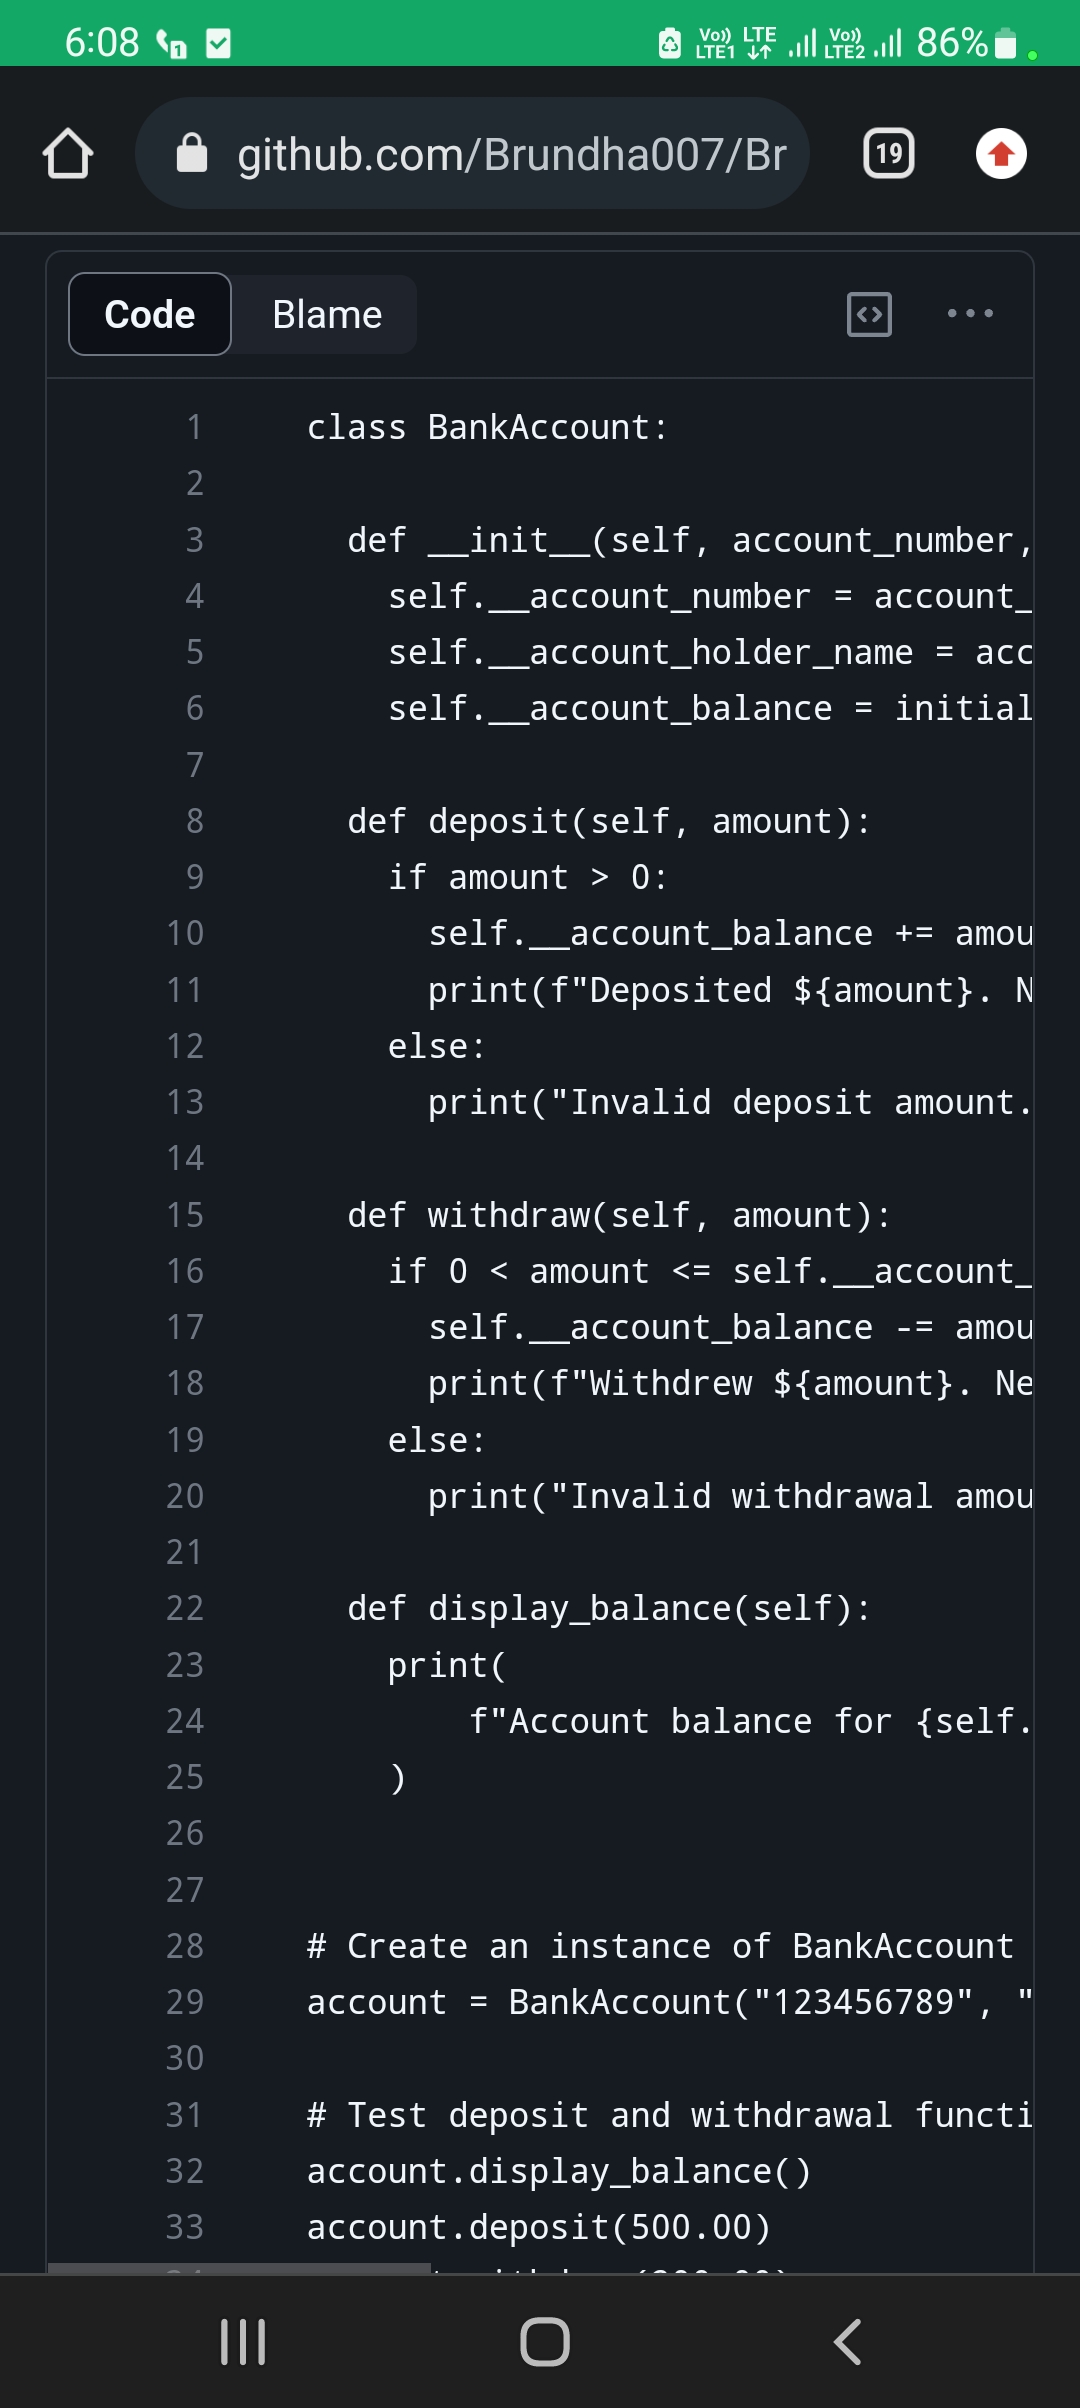 6:08
1
Vo)) LTE1 LTE Vo)) LTE2 86%
github.com/Brundha007/Br 19
Code Blame
1 class BankAccount:
2
3 def __init__(self, account_number,
4 self.__account_number = account_
5 self.__account_holder_name = acc
6 self.__account_balance = initial
7
8 def deposit(self, amount):
9 if amount > 0:
10 self.__account_balance += amou
11 print(f"Deposited ${amount}. N
12 else:
13 print("Invalid deposit amount.
14
15 def withdraw(self, amount):
16 if 0 < amount <= self.__account_
17 self.__account_balance -= amou
18 print(f"Withdrew ${amount}. Ne
19 else:
20 print("Invalid withdrawal amou
21
22 def display_balance(self):
23 print(
24 f"Account balance for {self.
25 )
26
27
28 # Create an instance of BankAccount
29 account = BankAccount("123456789", "
30
31 # Test deposit and withdrawal functi
32 account.display_balance()
33 account.deposit(500.00)